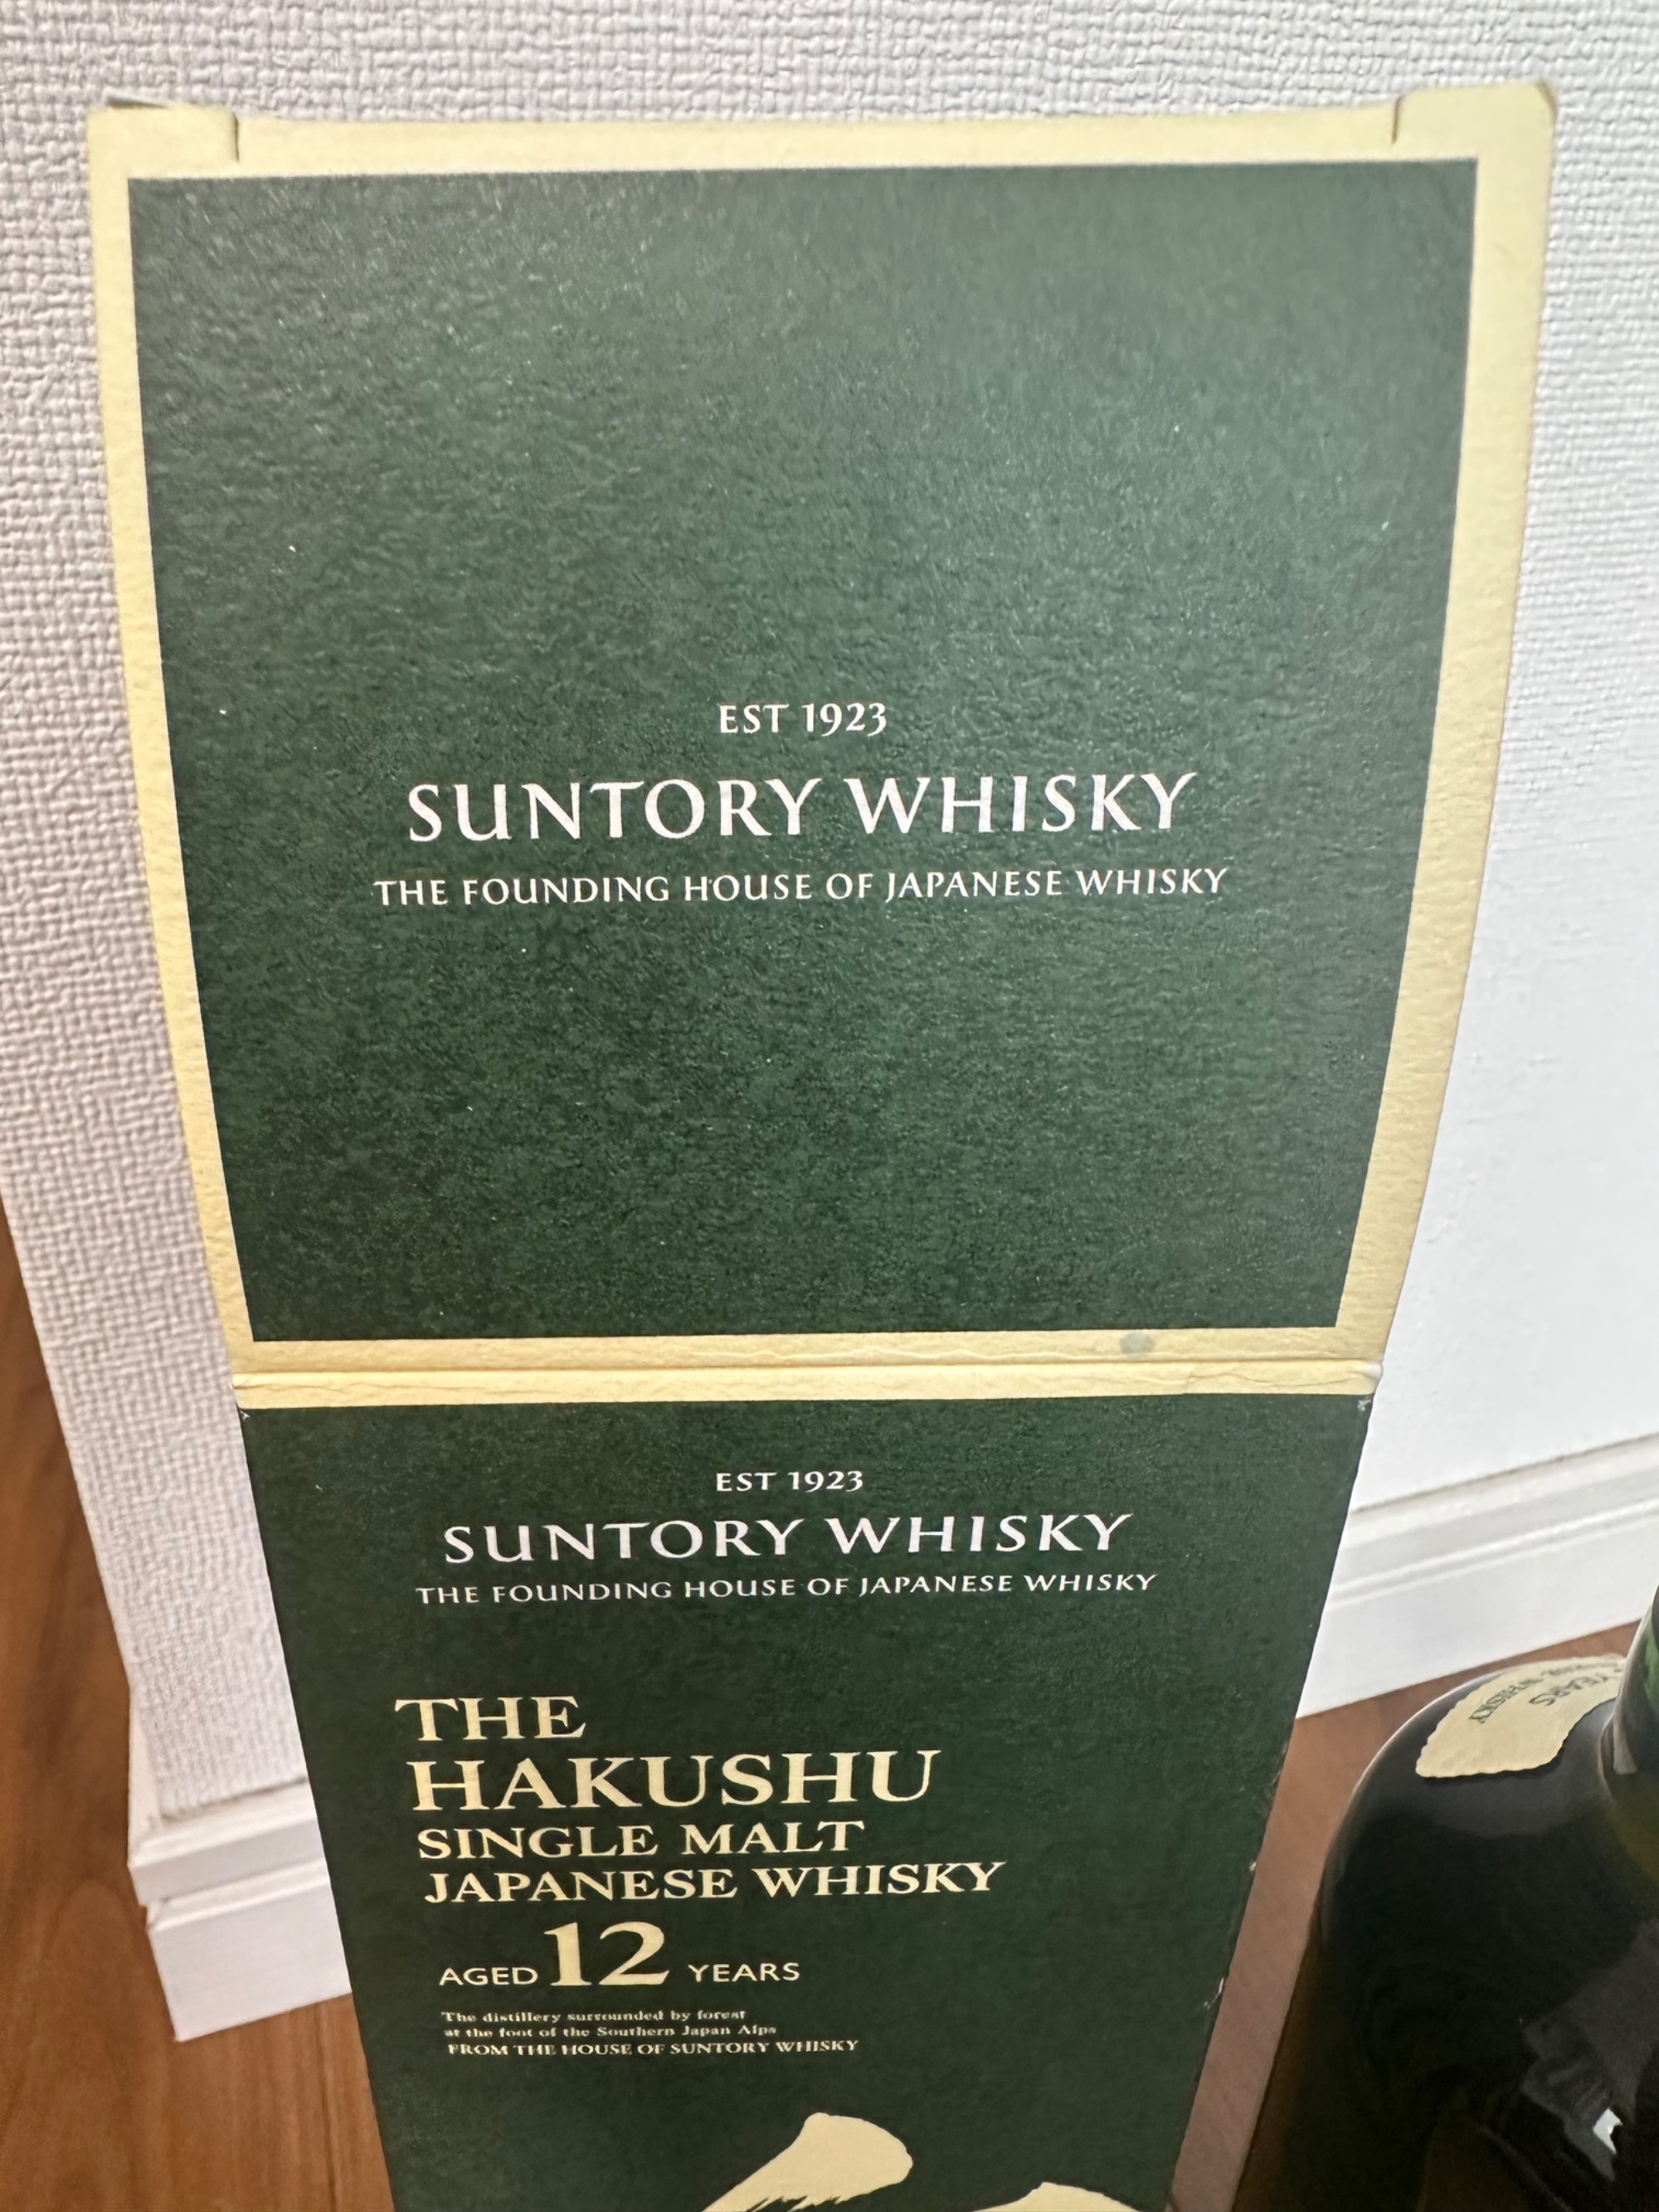 EST 1923
SUNTORY WHISKY
THE FOUNDING HOUSE OF JAPANESE WHISKY
EST 1923
SUNTORY WHISKY
THE FOUNDING HOUSE OF JAPANESE WHISKY
THE
HAKUSHU
SINGLE MALT
JAPANESE WHISKY
AGED 12 YEARS
The distillery surrounded by forest
at the foot of the Southern Japan Alps
FROM THE HOUSE OF SUNTORY WHISKY
YEARS
WHISKY